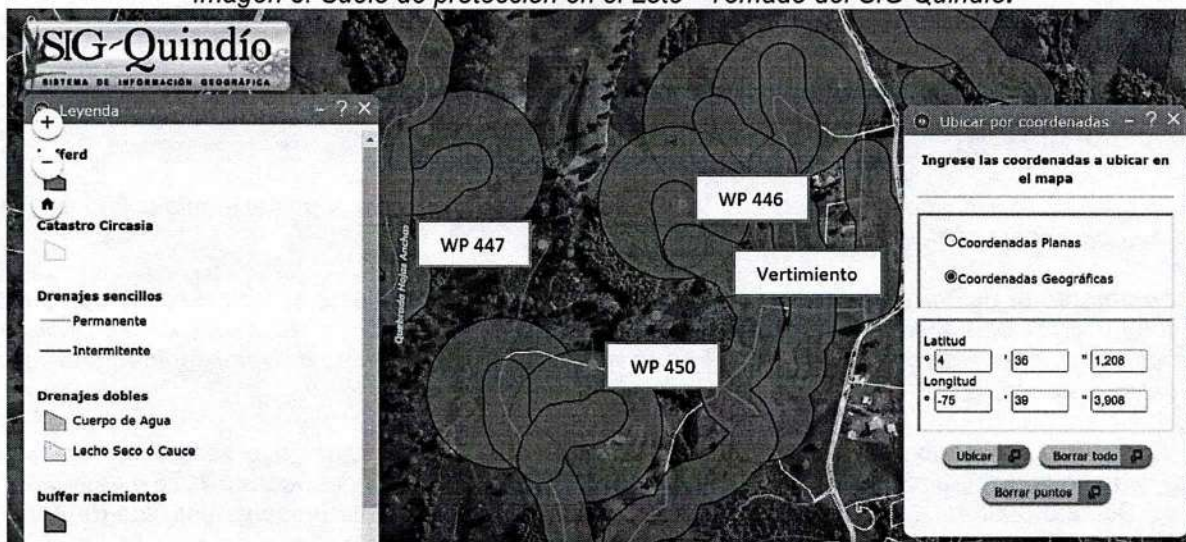 Imagen 3. Suelo de protección en el Lote - Tomado del SIG Quindío.
SIG-Quindío
SISTEMA DE INFORMACIÓN GEOGRÁFICA
Leyenda
Catastro Circasia
Drenajes sencillos
Permanente
Intermitente
Drenajes dobles
Cuerpo de Agua
Lecho Seco ó Cauce
buffer nacimientos
WP 447
Quebrada Hojas Anchas
WP 446
Vertimiento
WP 450
Ubicar por coordenadas
Ingrese las coordenadas a ubicar en
el mapa
Coordenadas Planas
Coordenadas Geográficas
Latitud
° 4 ' 36 " 1,208
Longitud
° -75 ' 39 " 3,908
Ubicar
Borrar todo
Borrar puntos